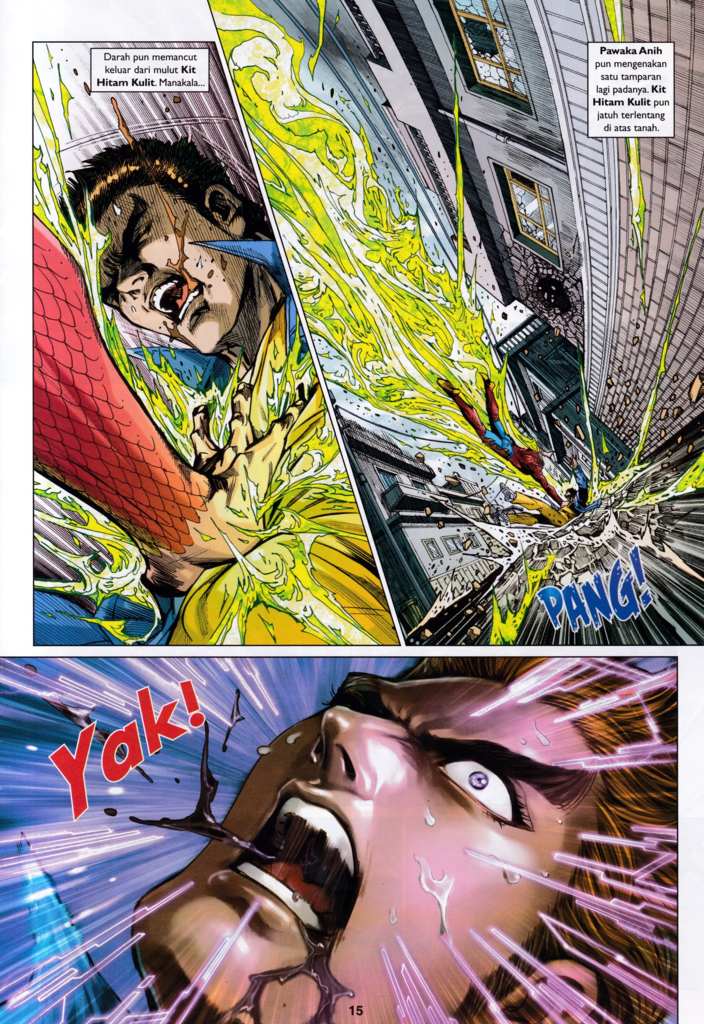 Darah pun memancut
keluar dari mulut Kit
Hitam Kulit. Manakala...
Pawaka Anih
pun mengenakan
satu tamparan
lagi padanya. Kit
Hitam Kulit pun
jatuh terlentang
di atas tanah.
PANG!
Yak!
15